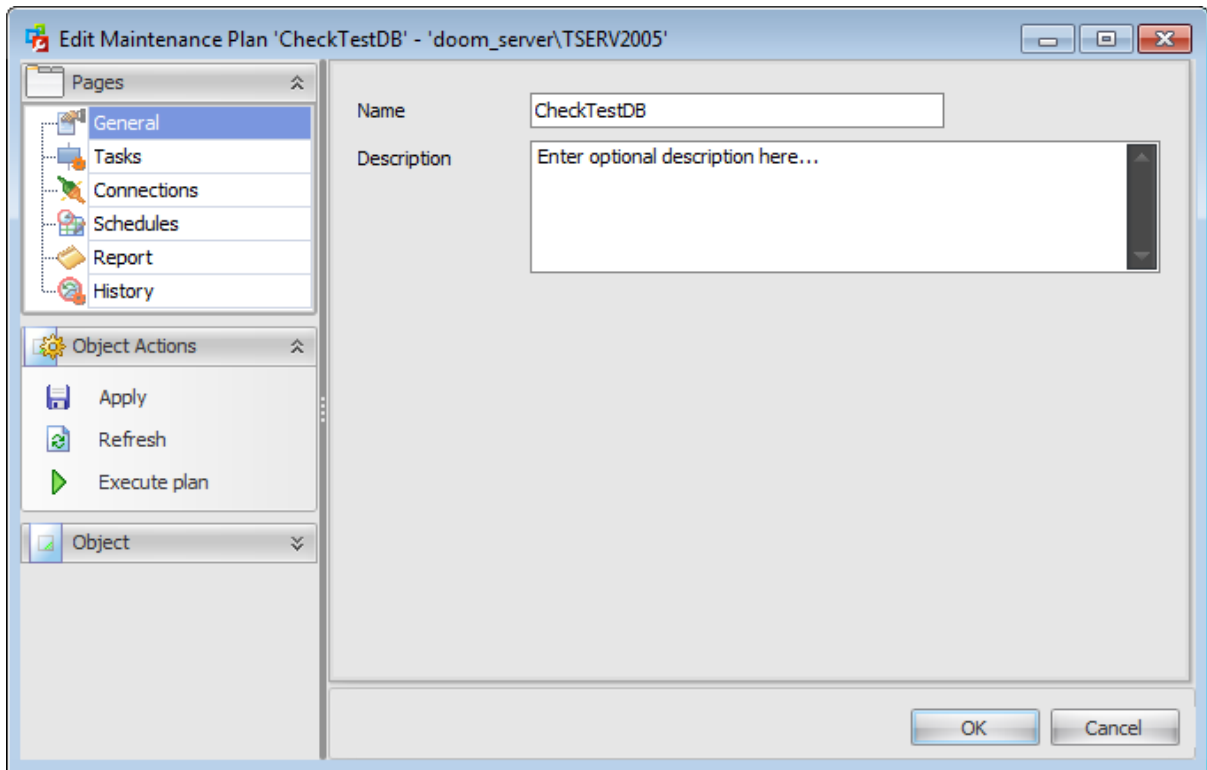 Edit Maintenance Plan 'CheckTestDB' - 'doom_server\TSERV2005'
Pages
General
Tasks
Connections
Schedules
Report
History
Object Actions
Apply
Refresh
Execute plan
Object
Name CheckTestDB
Description Enter optional description here...
OK Cancel